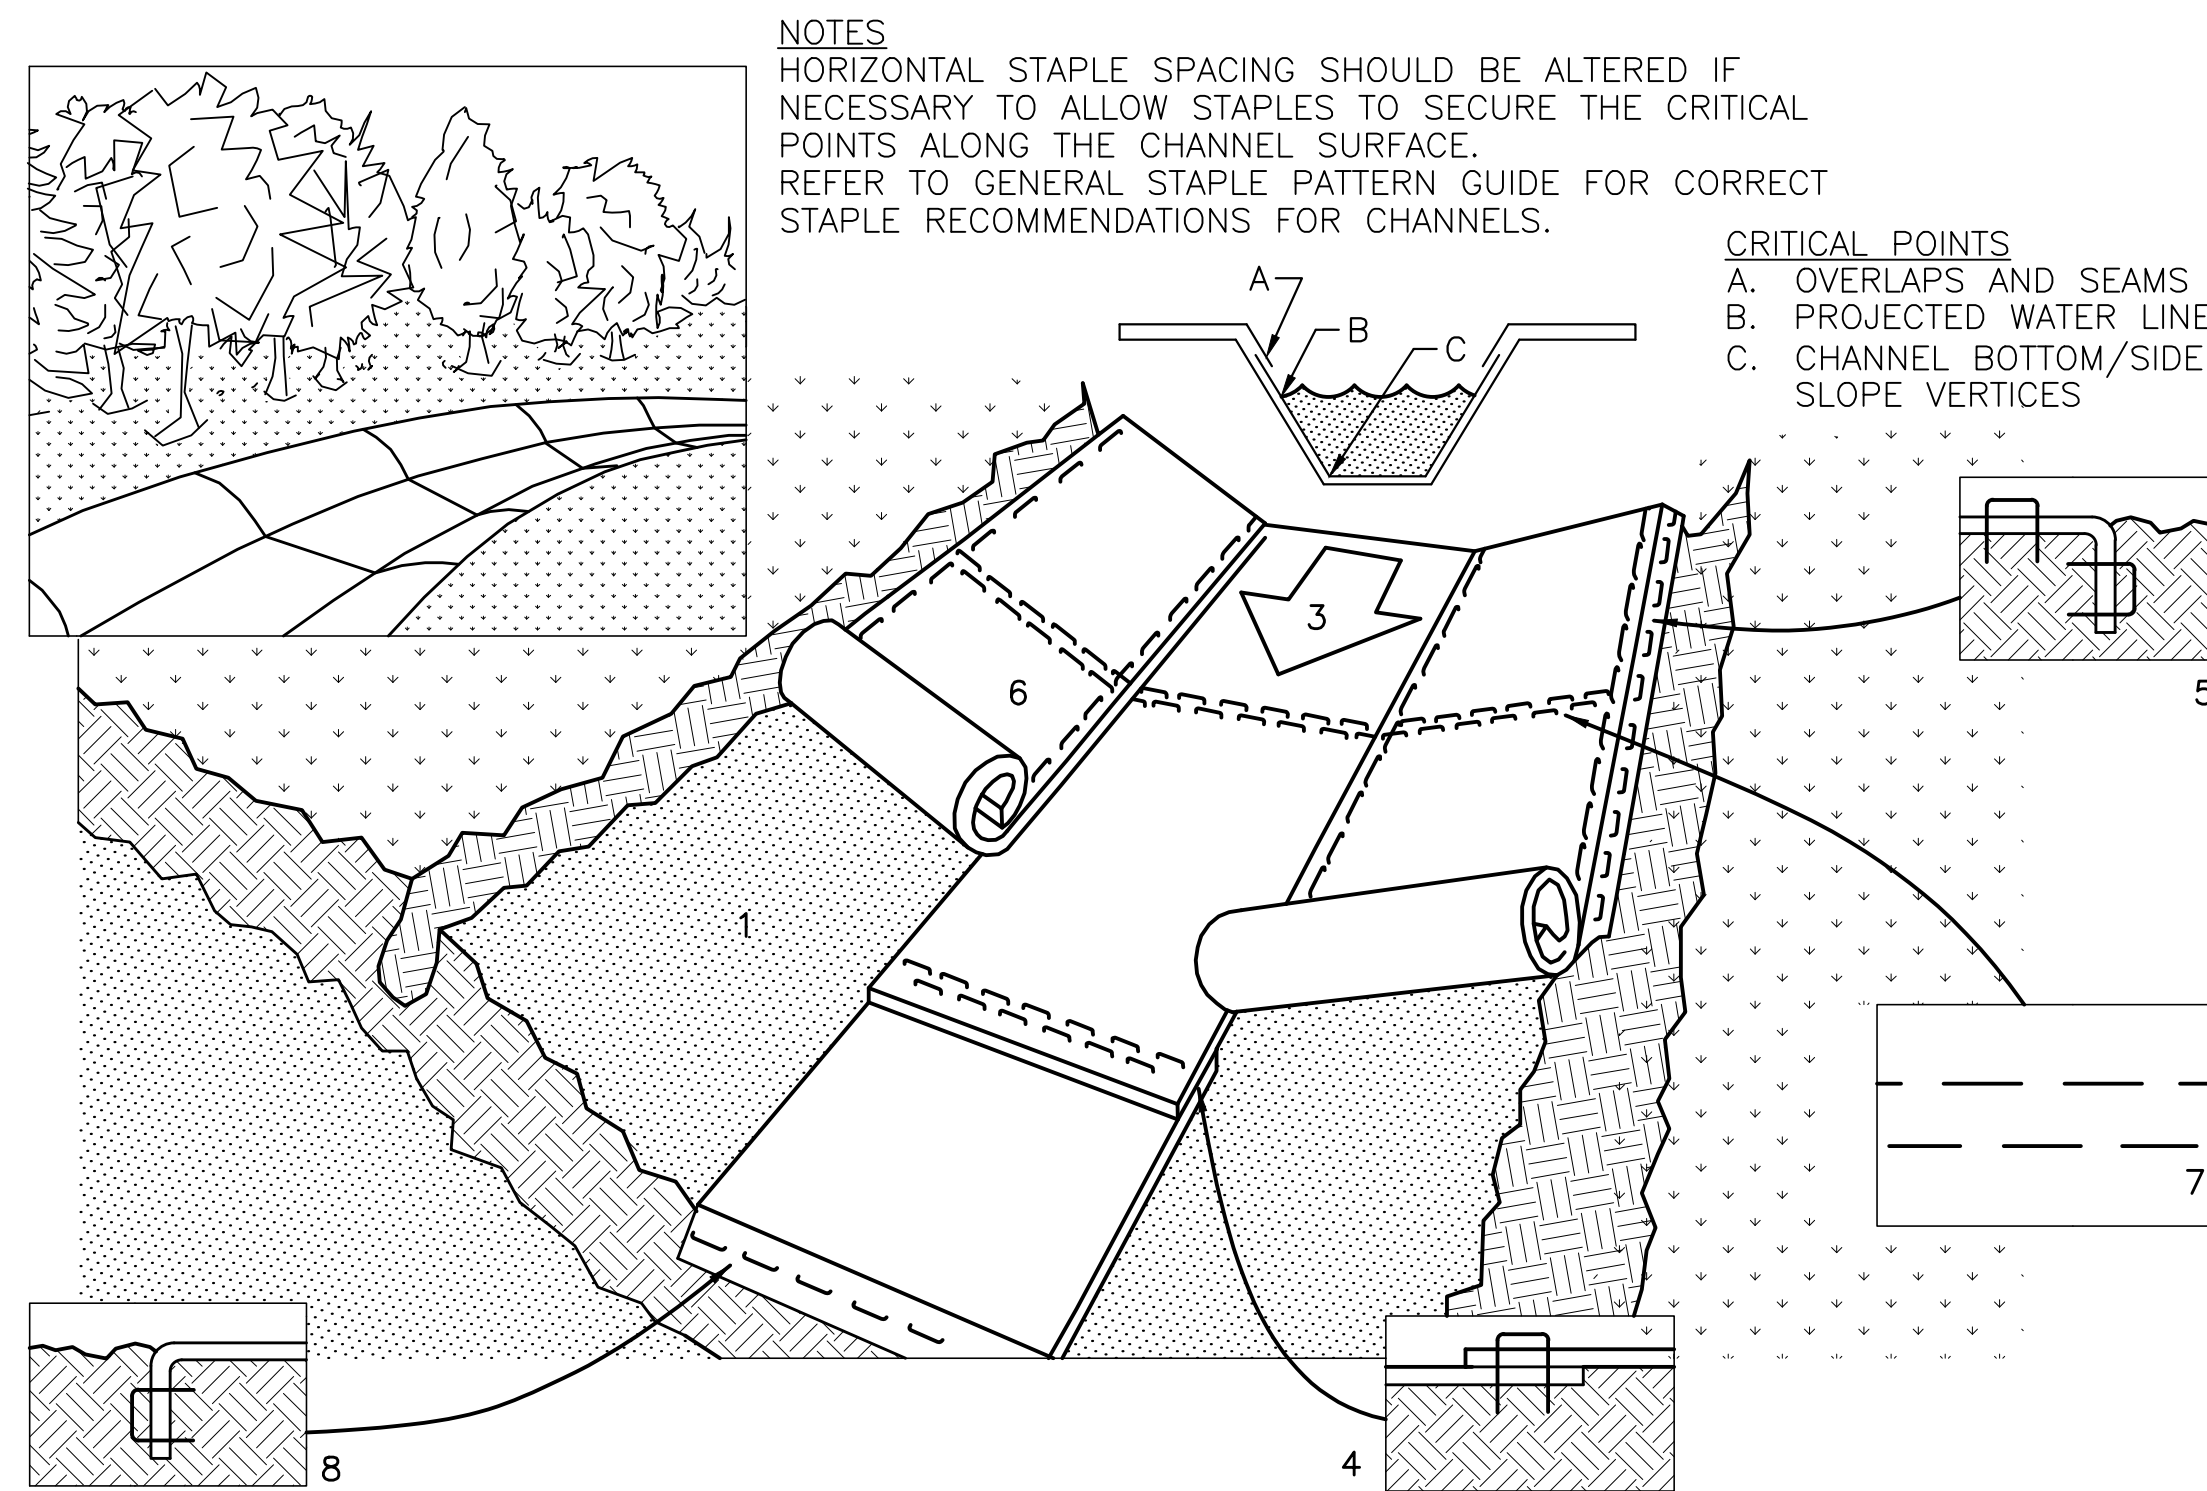 NOTES
HORIZONTAL STAPLE SPACING SHOULD BE ALTERED IF
NECESSARY TO ALLOW STAPLES TO SECURE THE CRITICAL
POINTS ALONG THE CHANNEL SURFACE.
REFER TO GENERAL STAPLE PATTERN GUIDE FOR CORRECT
STAPLE RECOMMENDATIONS FOR CHANNELS.
CRITICAL POINTS
A. OVERLAPS AND SEAMS
B. PROJECTED WATER LINE
C. CHANNEL BOTTOM/SIDE
SLOPE VERTICES
A
B
C
3
6
5
1
7
8
4